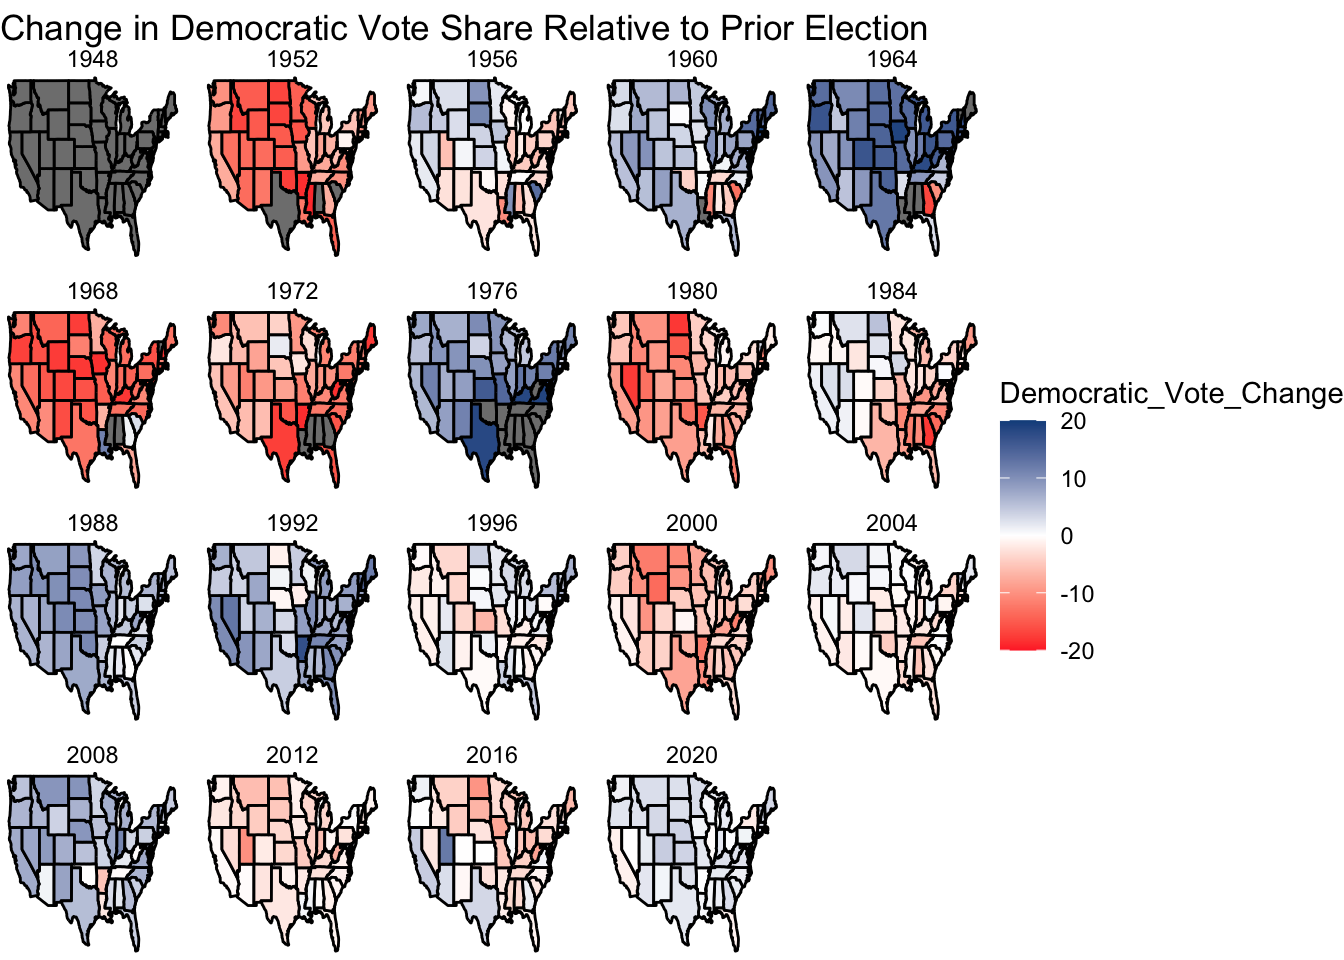 Change in Democratic Vote Share Relative to Prior Election
1948 1952 1956 1960 1964
1968 1972 1976 1980 1984
Democratic_Vote_Change
20
10
0
-10
-20
1988 1992 1996 2000 2004
2008 2012 2016 2020